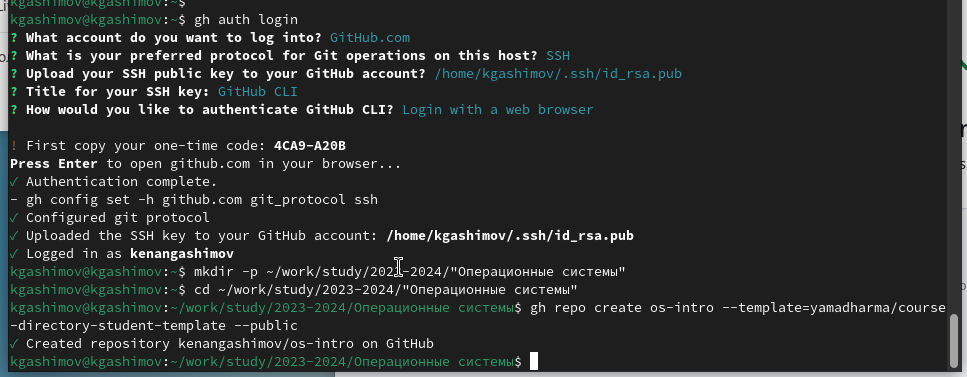 kgashimov@kgashimov:~$
kgashimov@kgashimov:~$ gh auth login
? What account do you want to log into? GitHub.com
? What is your preferred protocol for Git operations on this host? SSH
? Upload your SSH public key to your GitHub account? /home/kgashimov/.ssh/id_rsa.pub
? Title for your SSH key: GitHub CLI
? How would you like to authenticate GitHub CLI? Login with a web browser
! First copy your one-time code: 4CA9-A20B
Press Enter to open github.com in your browser...
✓ Authentication complete.
- gh config set -h github.com git_protocol ssh
✓ Configured git protocol
✓ Uploaded the SSH key to your GitHub account: /home/kgashimov/.ssh/id_rsa.pub
✓ Logged in as kenangashimov
kgashimov@kgashimov:~$ mkdir -p ~/work/study/2023-2024/"Операционные системы"
kgashimov@kgashimov:~$ cd ~/work/study/2023-2024/"Операционные системы"
kgashimov@kgashimov:~/work/study/2023-2024/Операционные системы$ gh repo create os-intro --template=yamadharma/course
-directory-student-template --public
✓ Created repository kenangashimov/os-intro on GitHub
kgashimov@kgashimov:~/work/study/2023-2024/Операционные системы$